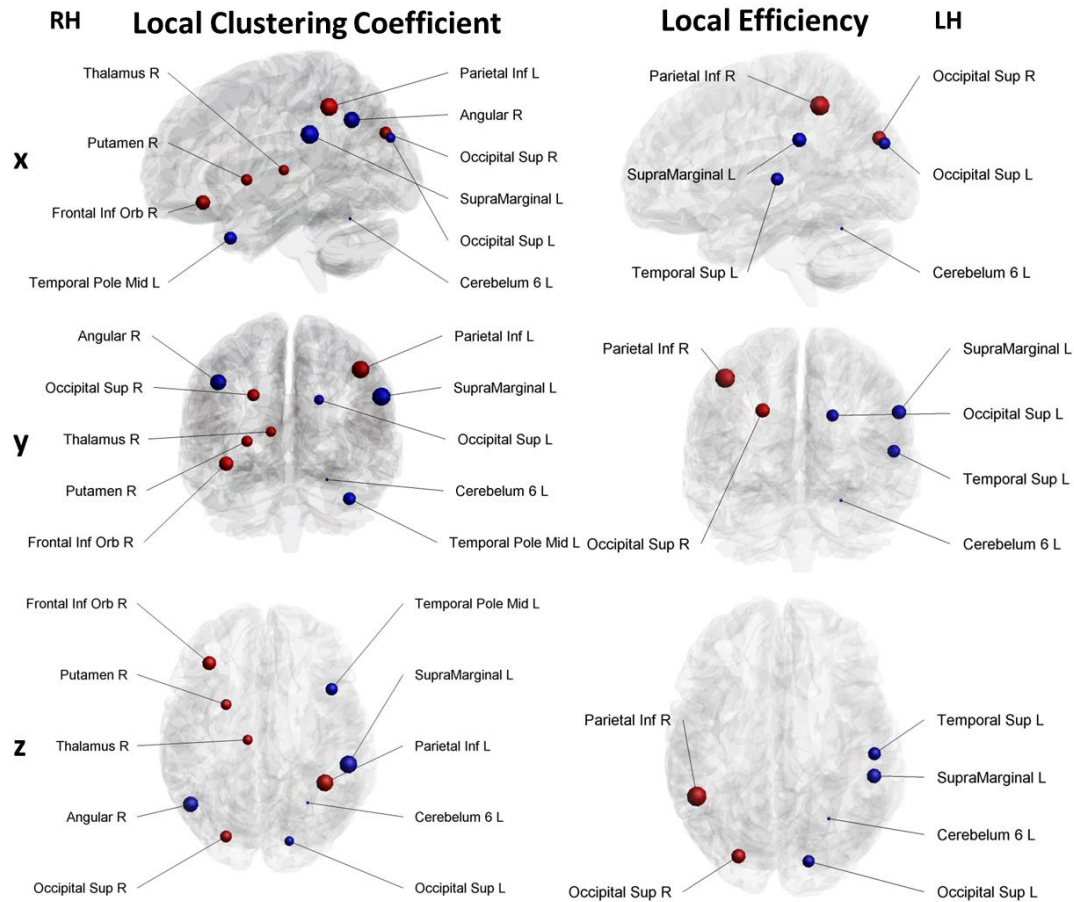 RH
Local Clustering Coefficient
Local Efficiency
LH
x
Thalamus R
Putamen R
Frontal Inf Orb R
Temporal Pole Mid L
Parietal Inf L
Angular R
Occipital Sup R
SupraMarginal L
Occipital Sup L
Cerebelum 6 L
Parietal Inf R
SupraMarginal L
Temporal Sup L
Occipital Sup R
Occipital Sup L
Cerebelum 6 L
y
Angular R
Occipital Sup R
Thalamus R
Putamen R
Frontal Inf Orb R
Parietal Inf L
SupraMarginal L
Occipital Sup L
Cerebelum 6 L
Temporal Pole Mid L
Parietal Inf R
Occipital Sup R
SupraMarginal L
Occipital Sup L
Temporal Sup L
Cerebelum 6 L
z
Frontal Inf Orb R
Putamen R
Thalamus R
Angular R
Occipital Sup R
Temporal Pole Mid L
SupraMarginal L
Parietal Inf L
Cerebelum 6 L
Occipital Sup L
Parietal Inf R
Occipital Sup R
Temporal Sup L
SupraMarginal L
Cerebelum 6 L
Occipital Sup L